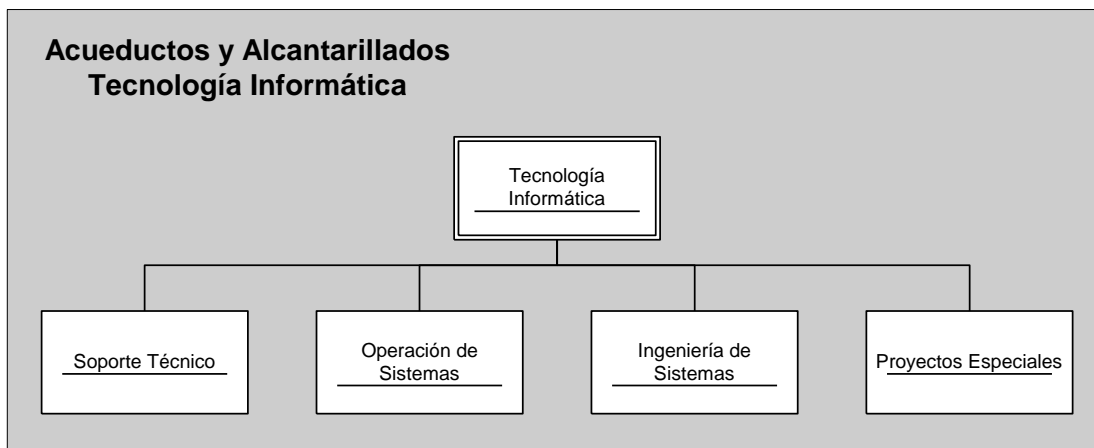 Acueductos y Alcantarillados
Tecnología Informática
Tecnología
Informática
Soporte Técnico
Operación de
Sistemas
Ingeniería de
Sistemas
Proyectos Especiales